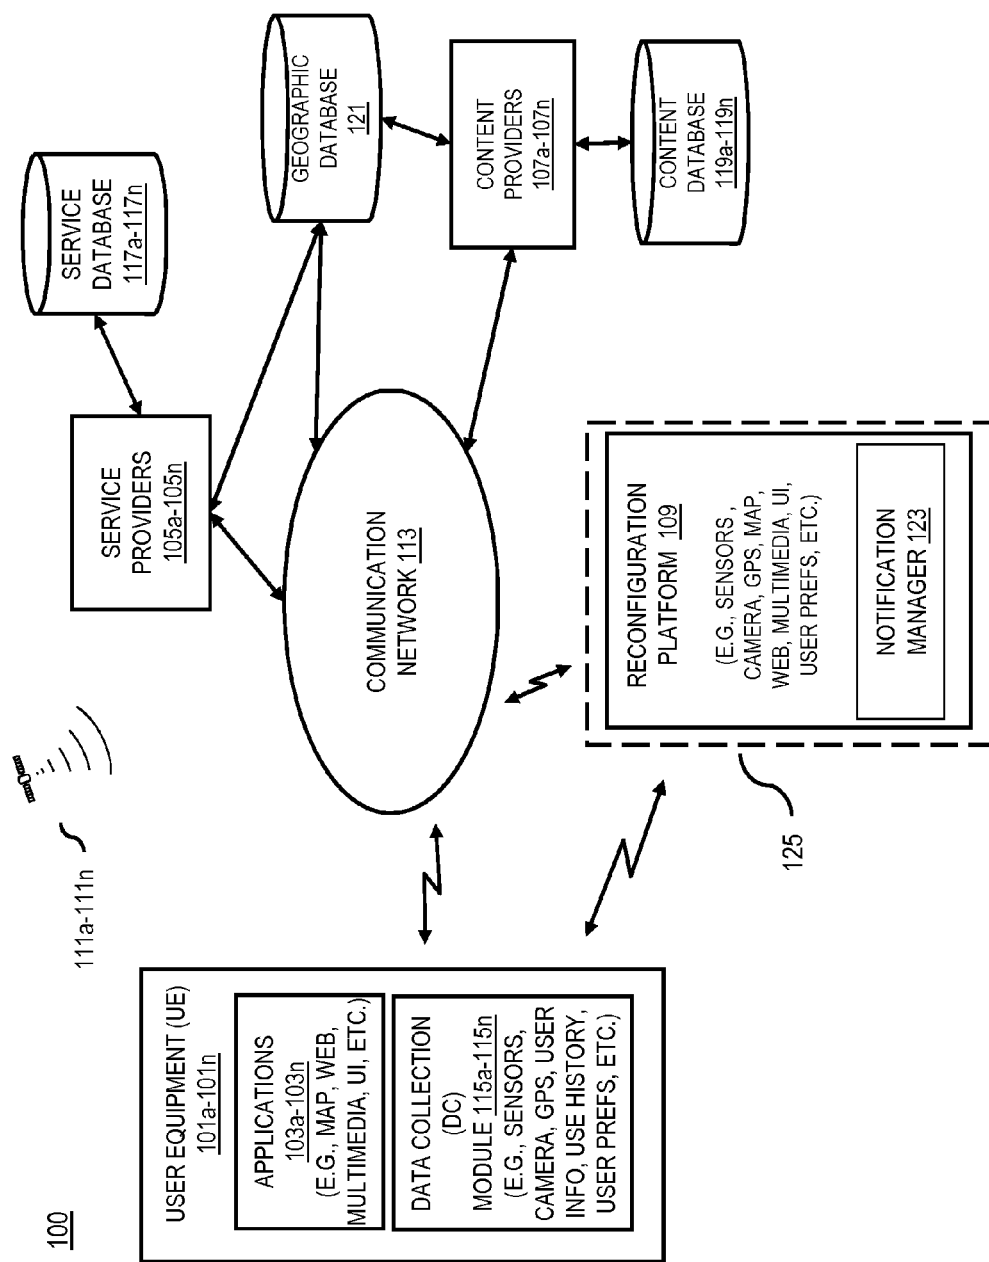 100
111a-111n
USER EQUIPMENT (UE)
101a-101n
APPLICATIONS
103a-103n
(E.G., MAP, WEB,
MULTIMEDIA, UI, ETC.)
DATA COLLECTION
(DC)
MODULE 115a-115n
(E.G., SENSORS,
CAMERA, GPS, USER
INFO, USE HISTORY,
USER PREFS, ETC.)
SERVICE
PROVIDERS
105a-105n
SERVICE
DATABASE
117a-117n
COMMUNICATION
NETWORK 113
GEOGRAPHIC
DATABASE
121
CONTENT
PROVIDERS
107a-107n
CONTENT
DATABASE
119a-119n
RECONFIGURATION
PLATFORM 109
(E.G., SENSORS ,
CAMERA, GPS, MAP,
WEB, MULTIMEDIA, UI,
USER PREFS, ETC.)
NOTIFICATION
MANAGER 123
125